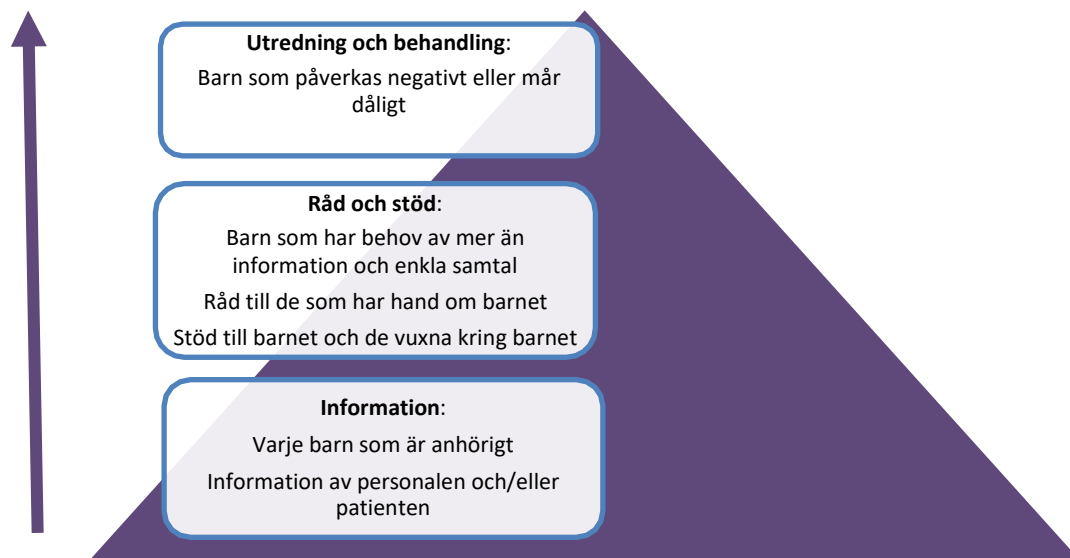 Utredning och behandling:
Barn som påverkas negativt eller mår
dåligt
Råd och stöd:
Barn som har behov av mer än
information och enkla samtal
Råd till de som har hand om barnet
Stöd till barnet och de vuxna kring barnet
Information:
Varje barn som är anhörigt
Information av personalen och/eller
patienten